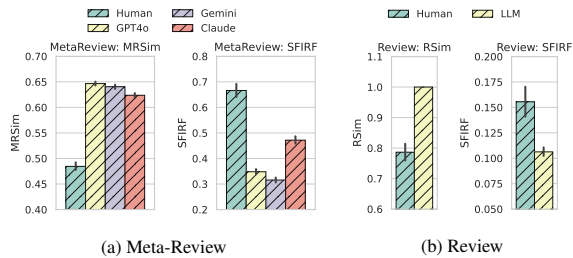 Human Gemini
GPT4o Claude
MetaReview: MRSim
MRSim
0.70
0.65
0.60
0.55
0.50
0.45
0.40
MetaReview: SFIRF
SFIRF
0.8
0.7
0.6
0.5
0.4
0.3
0.2
(a) Meta-Review
Human LLM
Review: RSim
RSim
1.1
1.0
0.9
0.8
0.7
0.6
Review: SFIRF
SFIRF
0.200
0.175
0.150
0.125
0.100
0.075
0.050
(b) Review